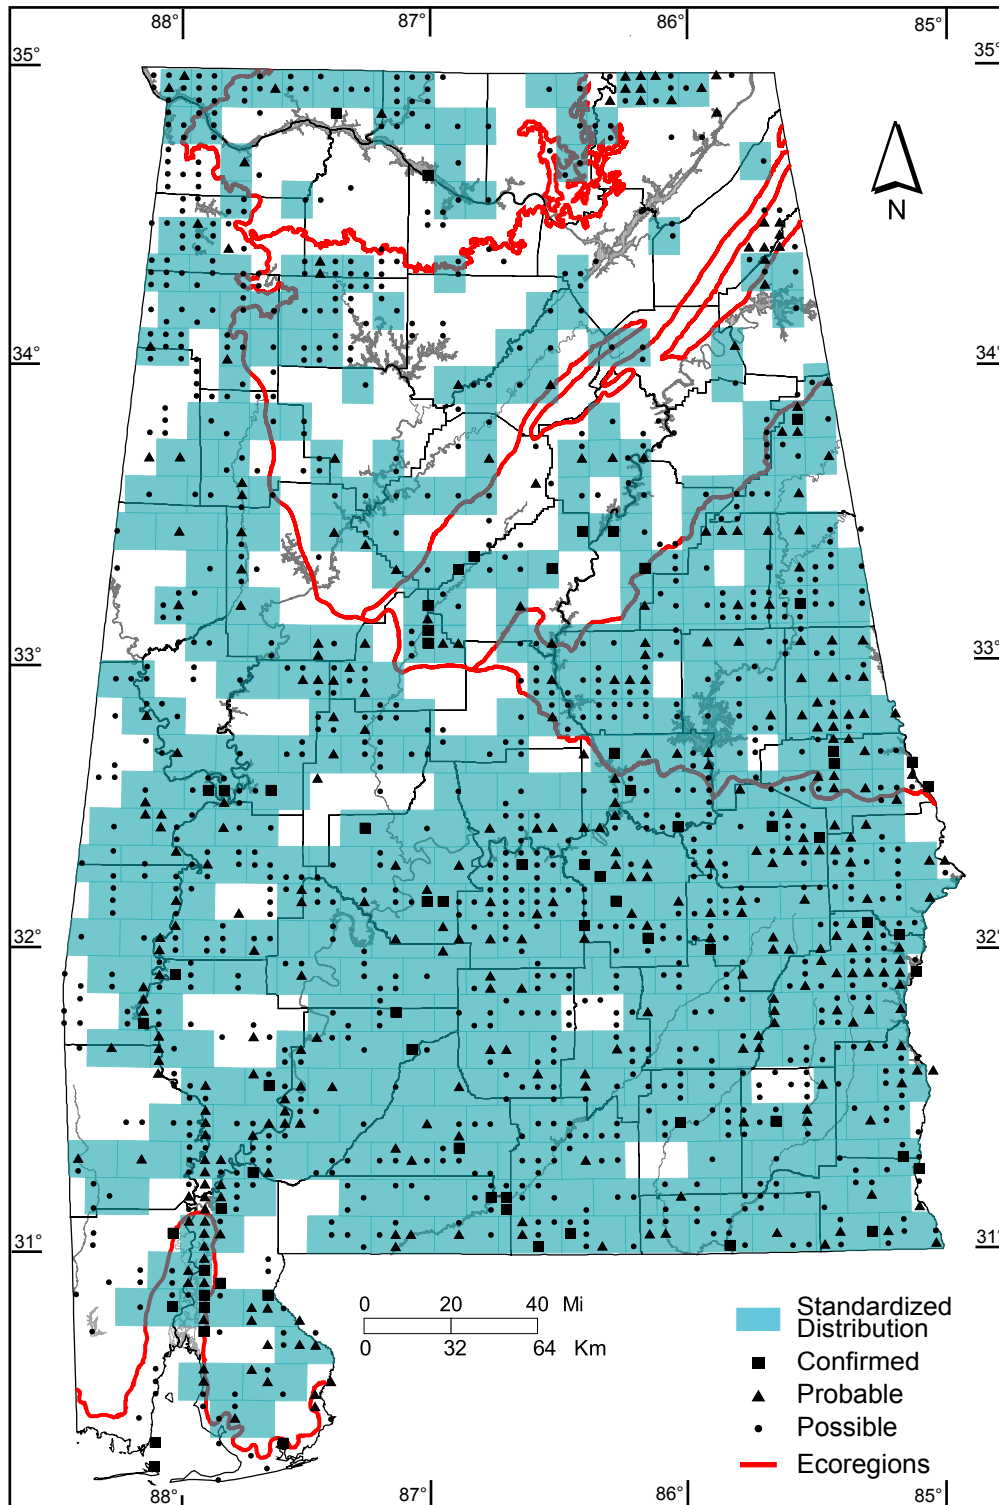 88° 87° 86° 85°
35° 35°
N
34° 34°
33° 33°
32° 32°
31° 31°
0 20 40 Mi
0 32 64 Km
Standardized
Distribution
Confirmed
Probable
Possible
Ecoregions
88° 87° 86° 85°